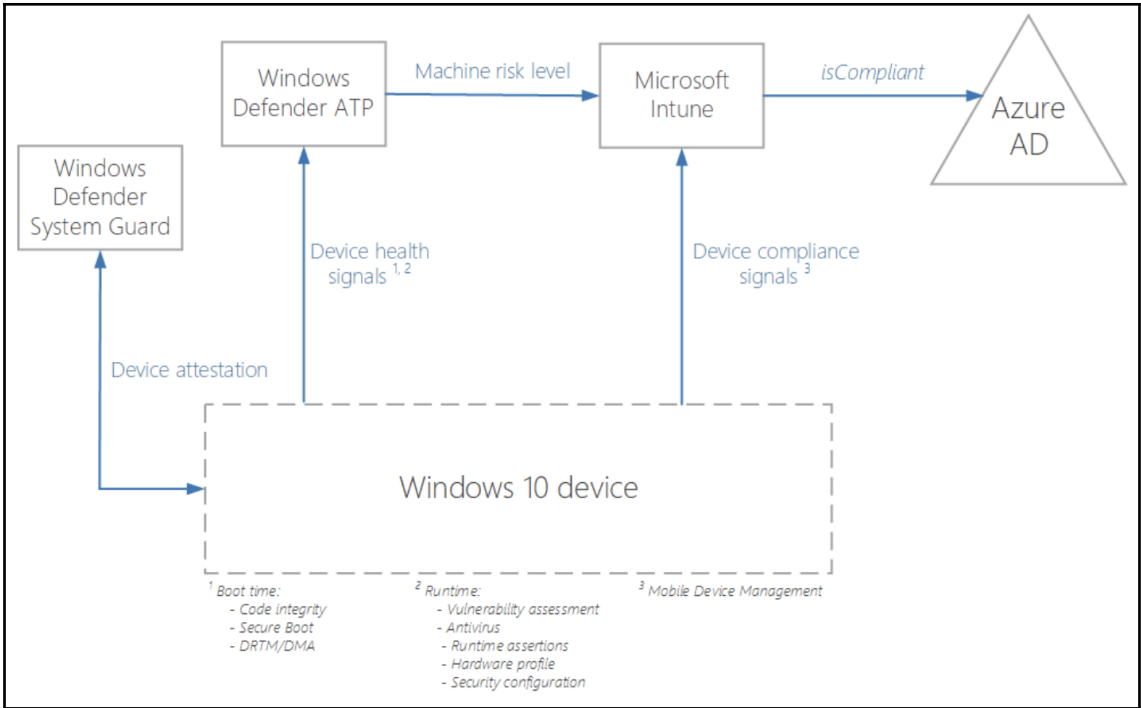 Windows
Defender ATP
Machine risk level
Microsoft
Intune
isCompliant
Azure
AD
Windows
Defender
System Guard
Device health
signals 1, 2
Device compliance
signals 3
Device attestation
Windows 10 device
1 Boot time:
- Code integrity
- Secure Boot
- DRTM/DMA
2 Runtime:
- Vulnerability assessment
- Antivirus
- Runtime assertions
- Hardware profile
- Security configuration
3 Mobile Device Management